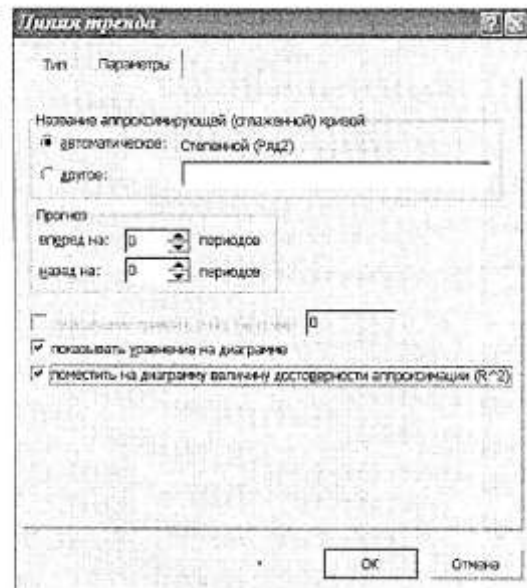 Линия тренда
Тип Параметры
Название аппроксимирующей (сглаженной) кривой
автоматическое: Степенной (Ряд2)
другое:
Прогноз
вперед на: 0 периодов
назад на: 0 периодов
0
показывать уравнение на диаграмме
поместить на диаграмму величину достоверности аппроксимации (R^2)
ОК Отмена